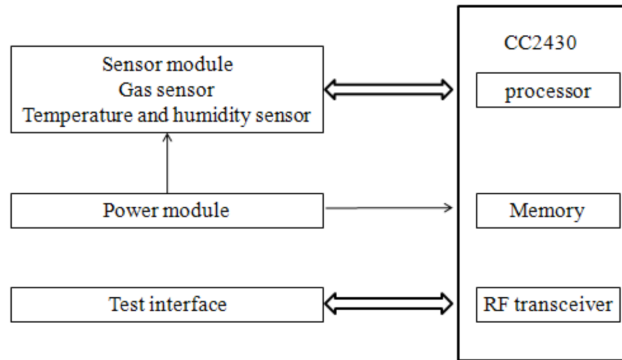 CC2430
Sensor module
Gas sensor
Temperature and humidity sensor
processor
Power module
Memory
Test interface
RF transceiver